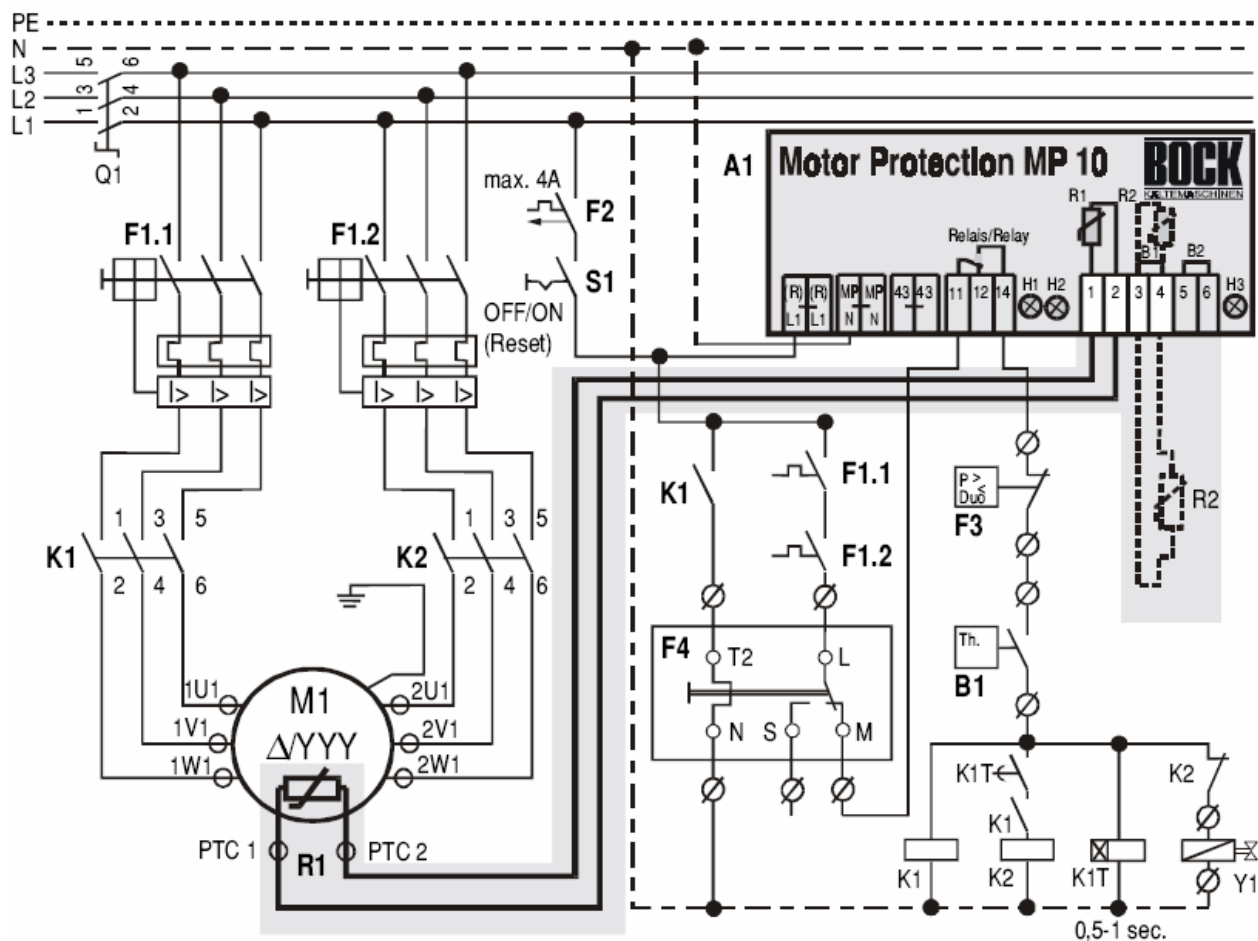 PE
N
L3 5 6
L2 3 4
L1 1 2
Q1
max. 4A
F2
S1
OFF/ON
(Reset)
F1.1
F1.2
A1
Motor Protection MP 10
BOCK
KÄLTEMASCHINEN
Relais/Relay
R1
R2
B1
B2
(R) (R) MP MP 43 43 11 12 14 H1 H2 1 2 3 4 5 6 H3
L1 L1 N N
I> I> I>
I> I> I>
K1
F1.1
P >
<
Duo
F3
R2
F1.2
1 3 5
K1
2 4 6
1 3 5
K2
2 4 6
F4
T2
L
Th.
B1
M1
Δ/YYY
1U1
1V1
1W1
2U1
2V1
2W1
N
S
M
K1T
K2
K1
PTC 1
R1
PTC 2
K1
K2
K1T
Y1
0,5-1 sec.